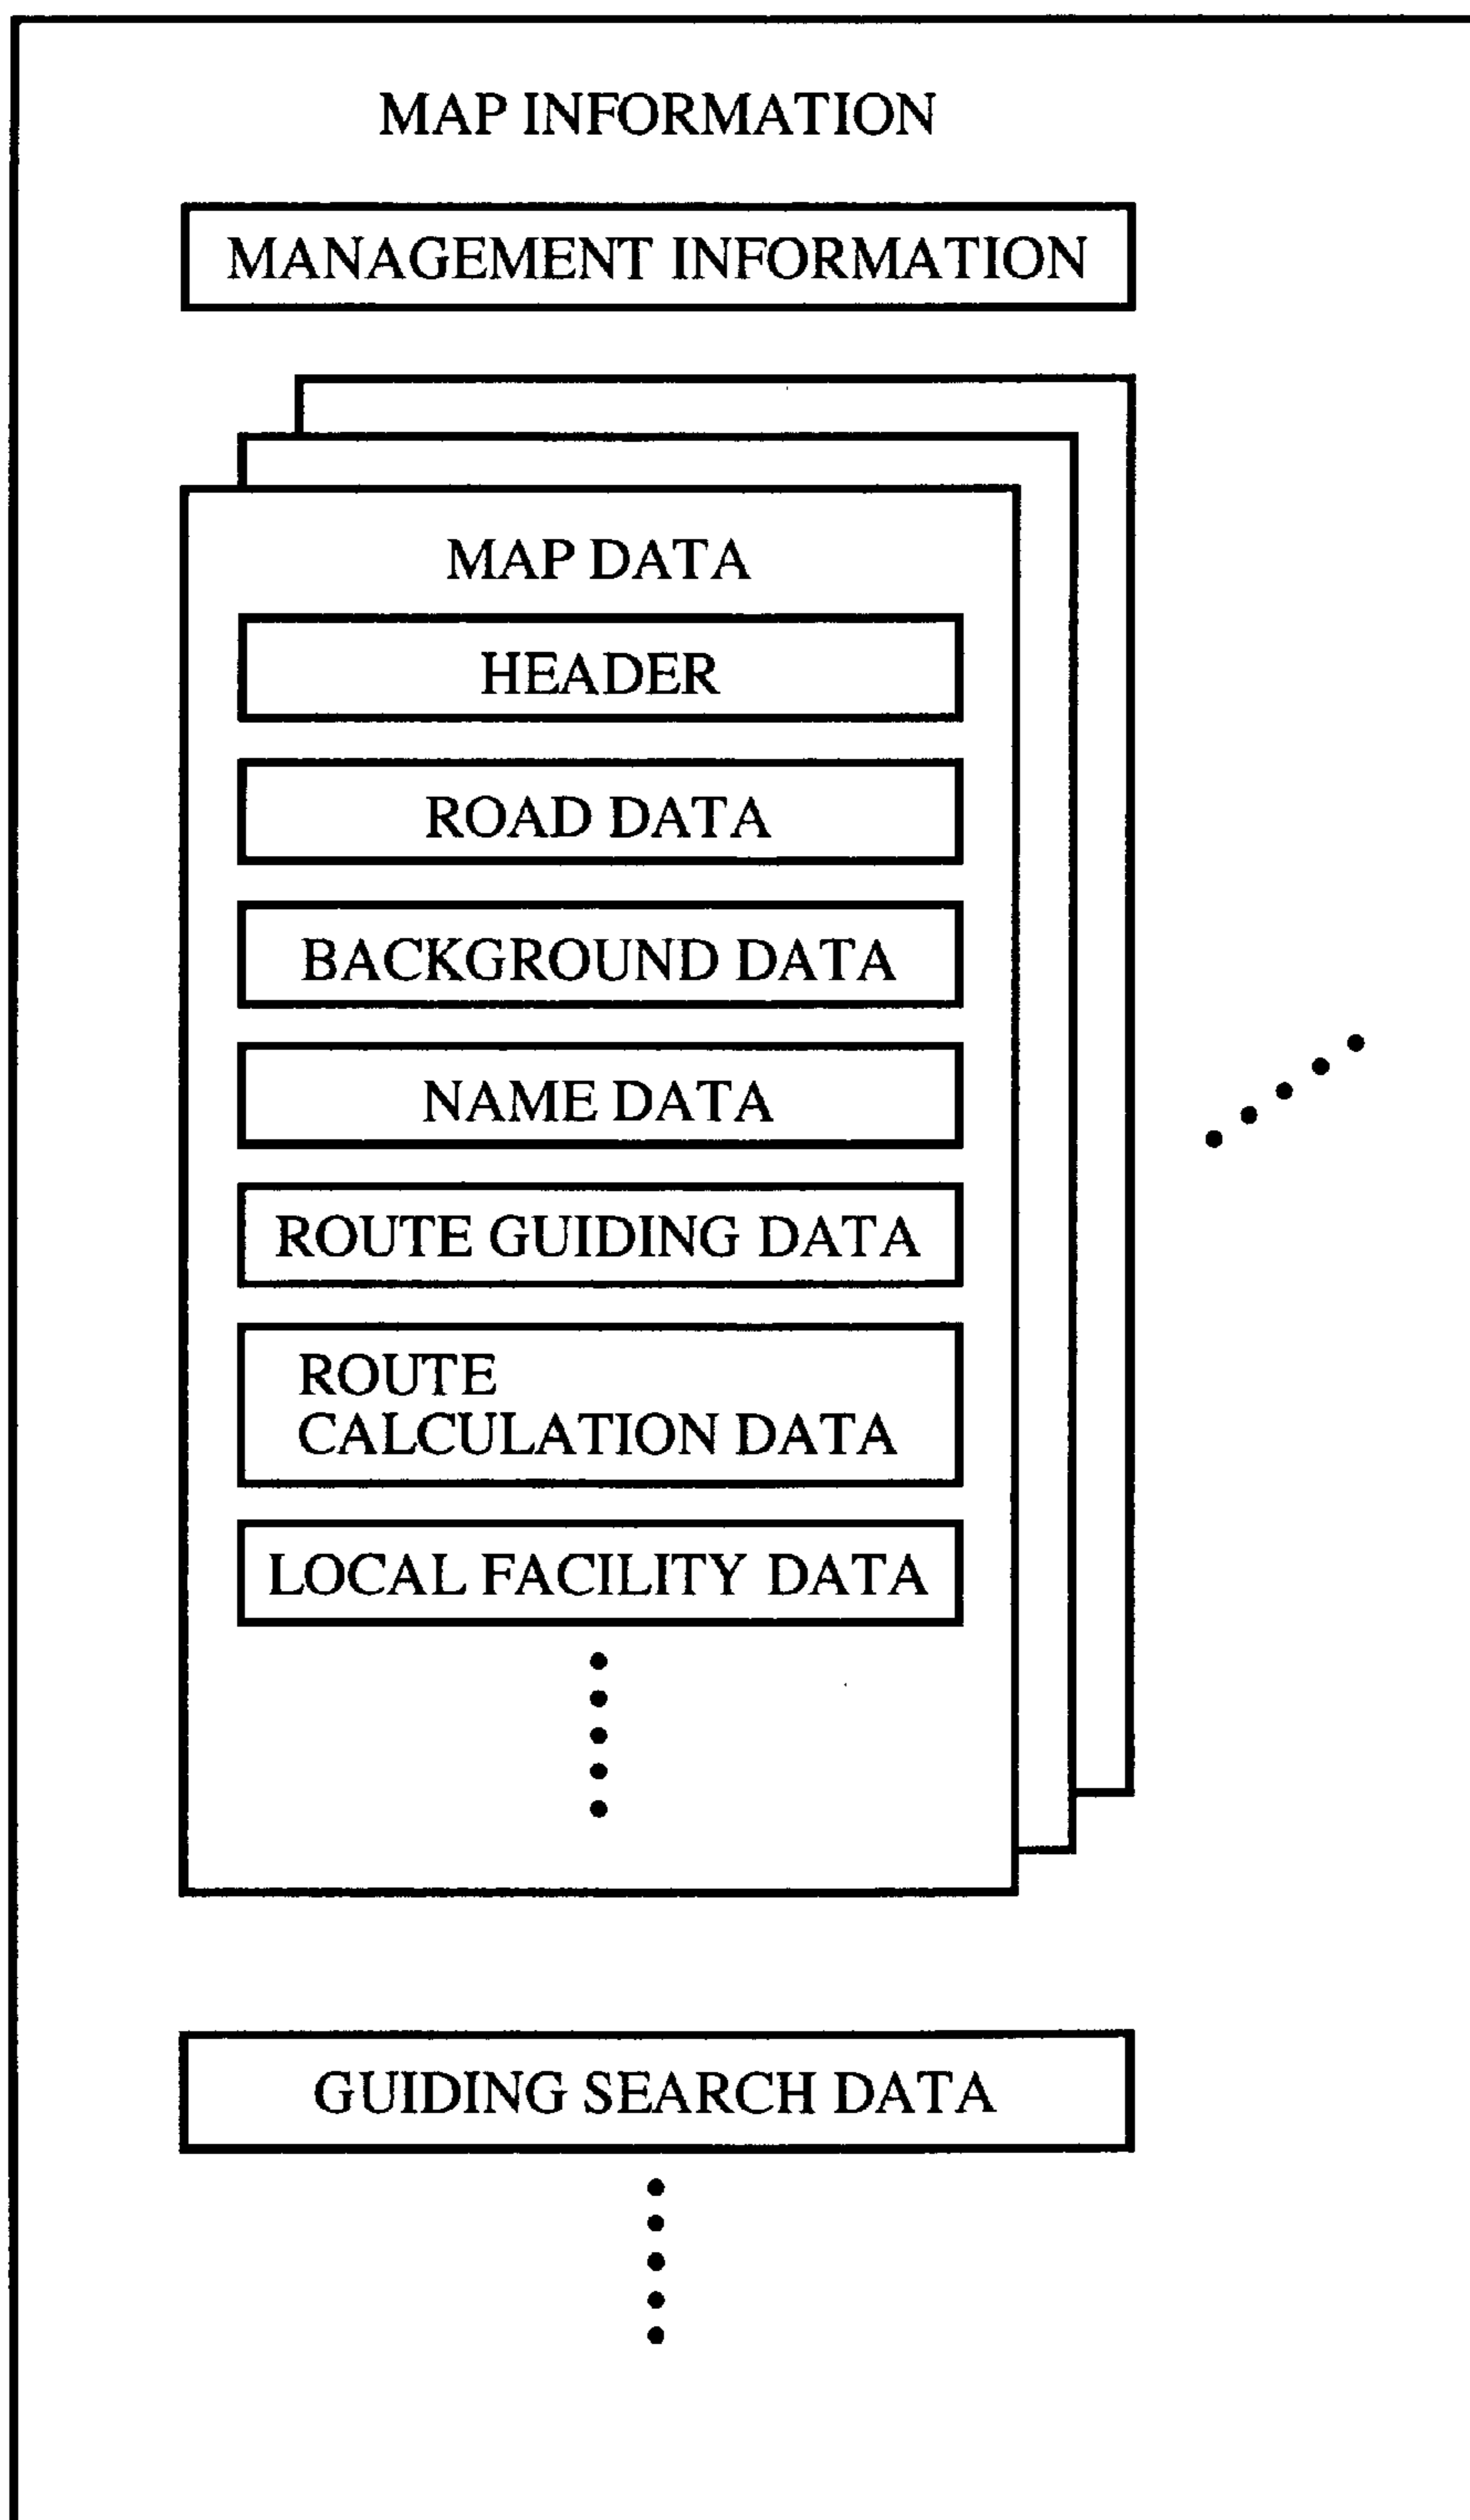 MAP INFORMATION
MANAGEMENT INFORMATION
MAP DATA
HEADER
ROAD DATA
BACKGROUND DATA
NAME DATA
ROUTE GUIDING DATA
ROUTE
CALCULATION DATA
LOCAL FACILITY DATA
GUIDING SEARCH DATA